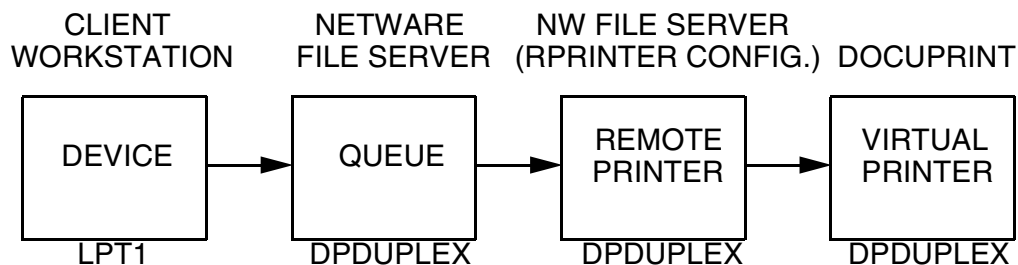 CLIENT
WORKSTATION
NETWARE
FILE SERVER
NW FILE SERVER
(RPRINTER CONFIG.)
DOCUPRINT
DEVICE
QUEUE
REMOTE
PRINTER
VIRTUAL
PRINTER
LPT1
DPDUPLEX
DPDUPLEX
DPDUPLEX